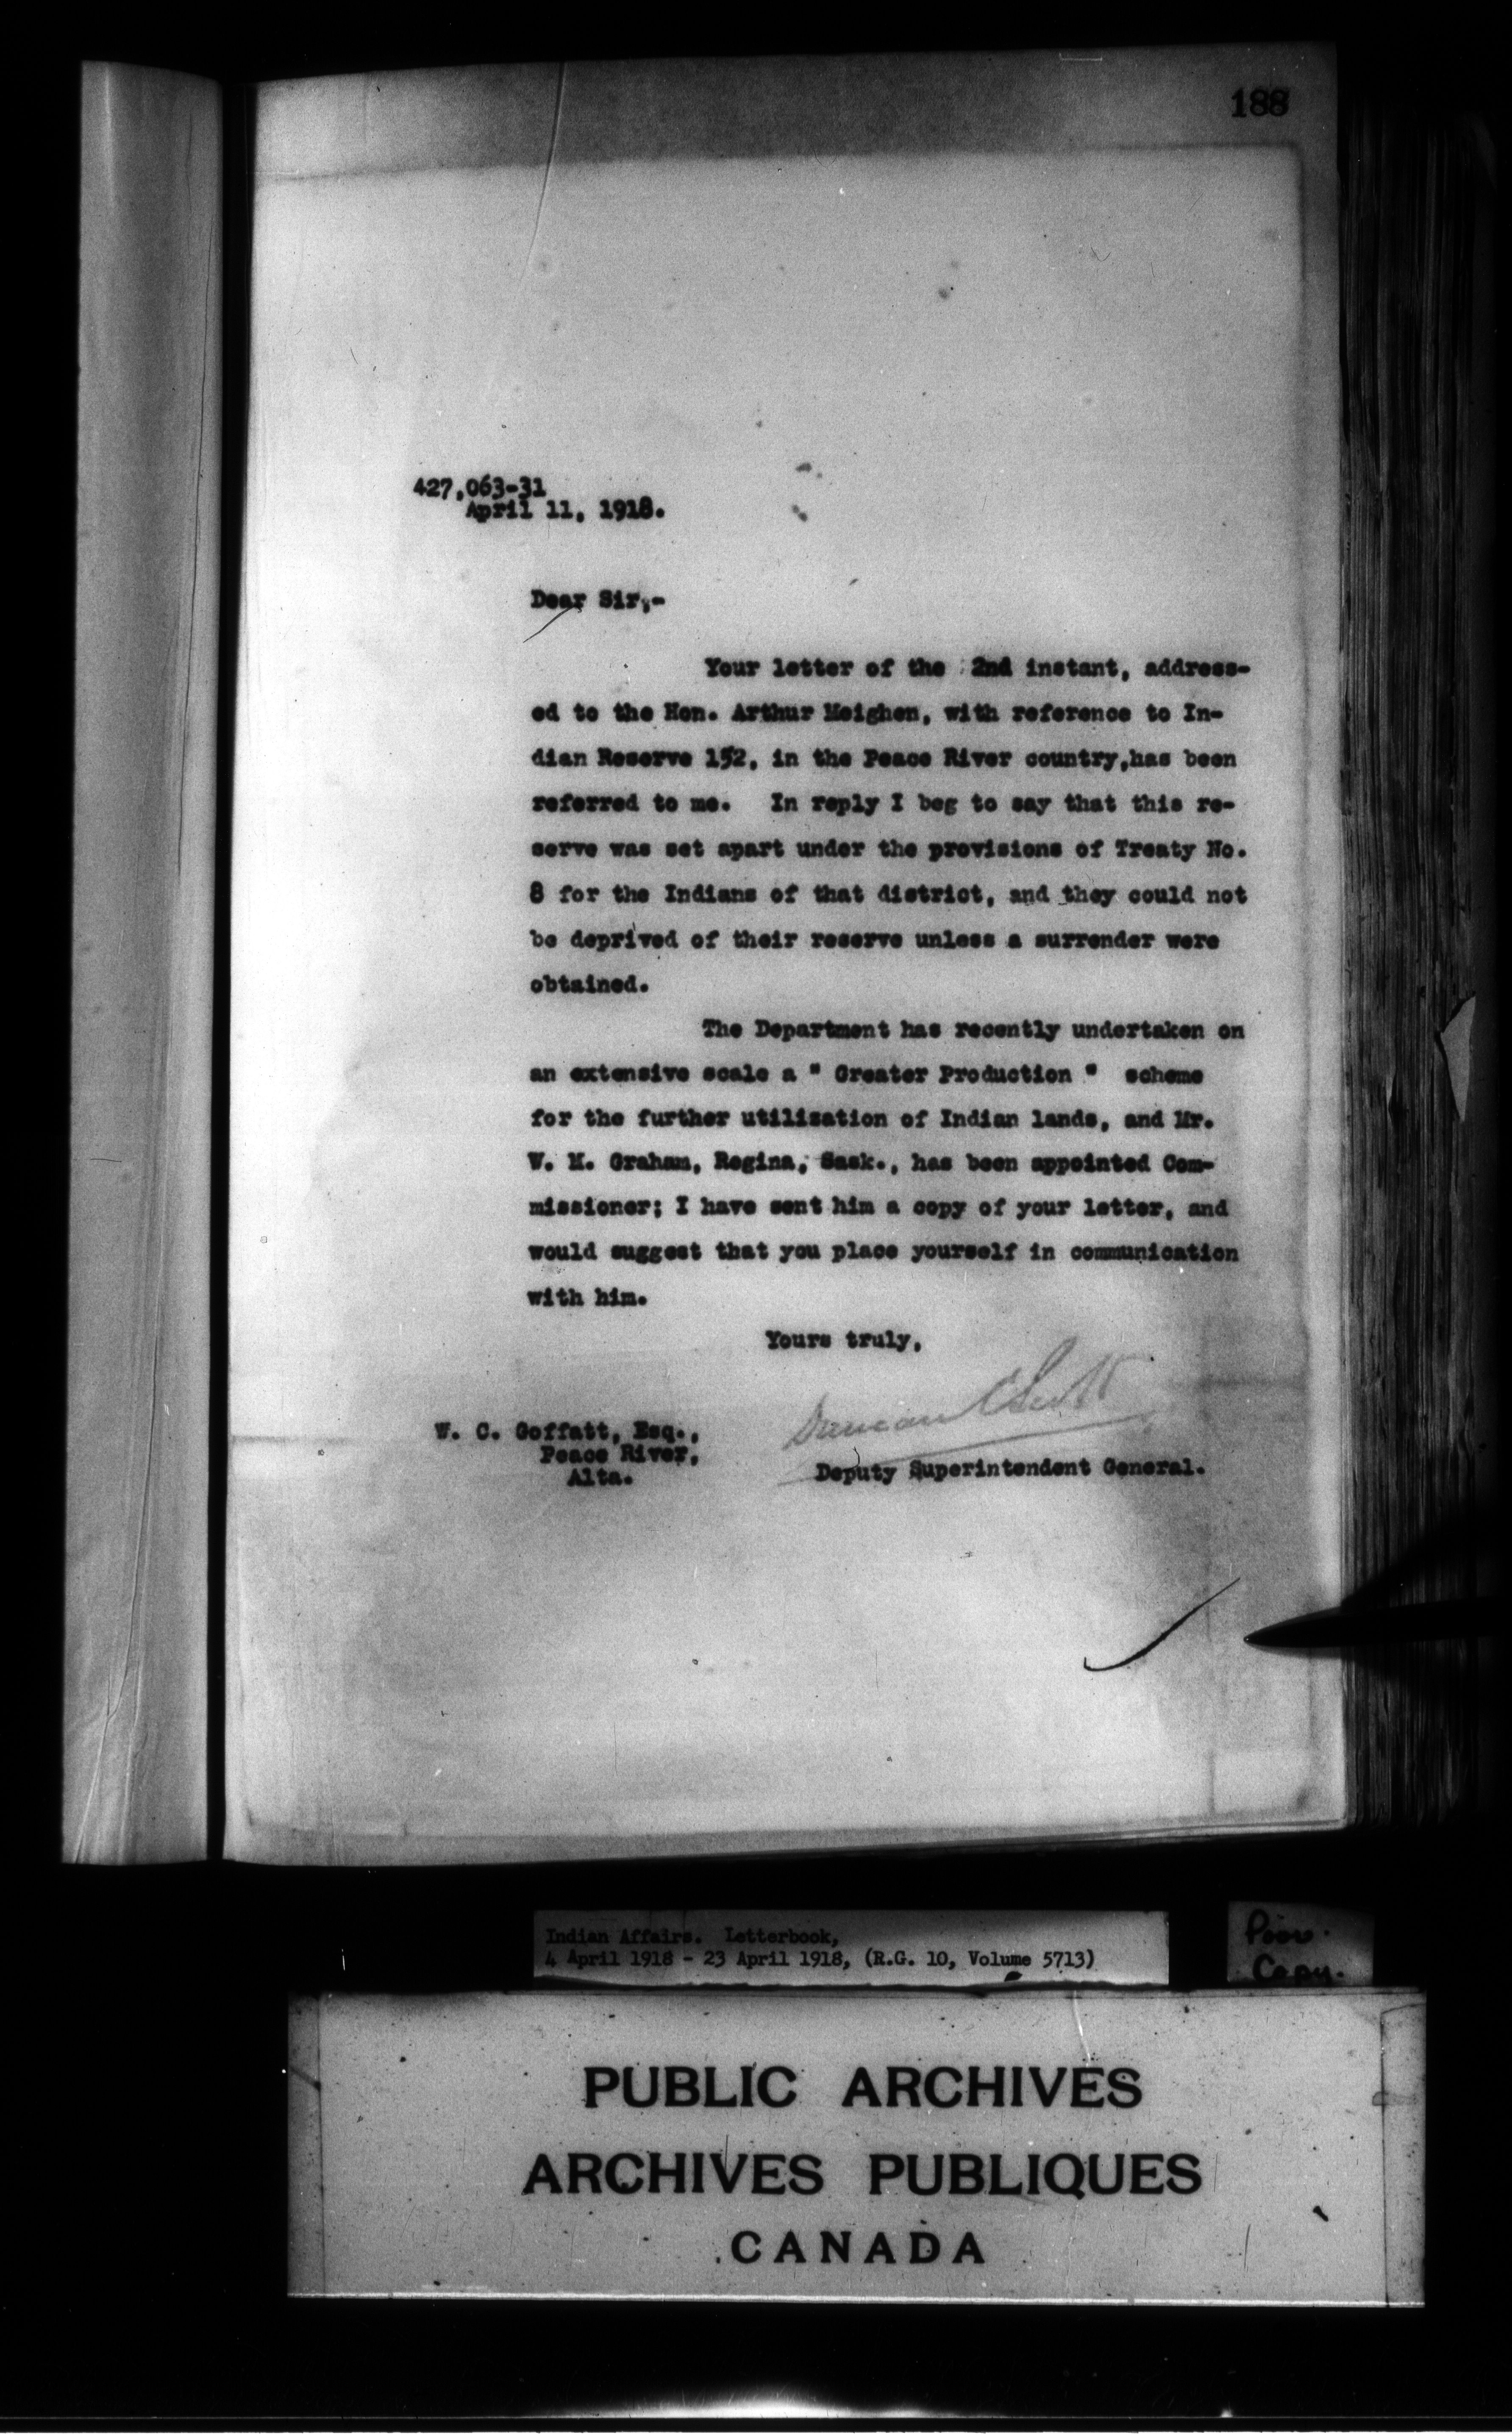 188
427,063-31
April 11, 1918.
Dear Sir,-
Your letter of the 2nd instant, address-
ed to the Hon. Arthur Meighen, with reference to In-
dian Reserve 152, in the Peace River country,has been
referred to me. In reply I beg to say that this re-
serve was set apart under the provisions of Treaty No.
8 for the Indians of that district, and they could not
be deprived of their reserve unless a surrender were
obtained.
The Department has recently undertaken on
an extensive scale a " Greater Production " scheme
for the further utilization of Indian lands, and Mr.
W. M. Graham, Regina, Sask., has been appointed Com-
missioner; I have sent him a copy of your letter, and
would suggest that you place yourself in communication
with him.
Yours truly,
Duncan C Scott
W. C. Goffatt, Esq.,
Peace River,
Alta.
Deputy Superintendent General.
Indian Affairs. Letterbook,
4 April 1918 - 23 April 1918, (R.G. 10, Volume 5713)
Poor
Copy.
PUBLIC ARCHIVES
ARCHIVES PUBLIQUES
CANADA